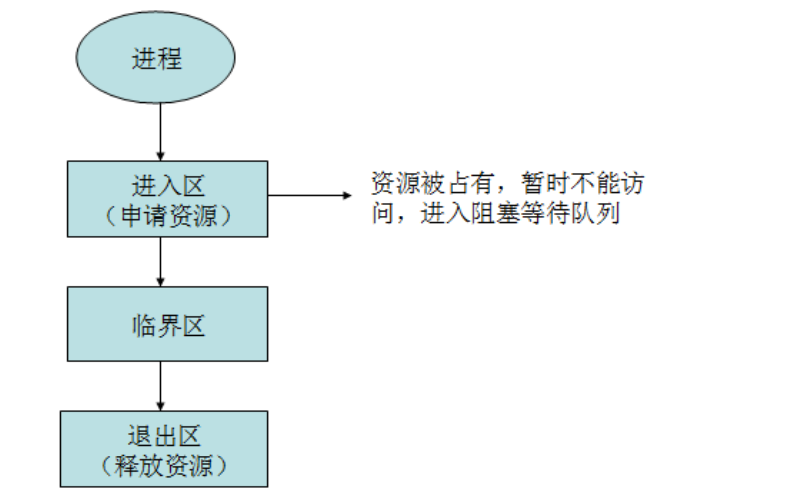 进程
进入区
（申请资源）
资源被占有，暂时不能访
问，进入阻塞等待队列
临界区
退出区
（释放资源）